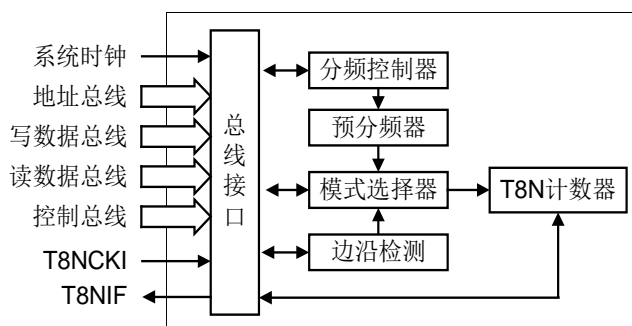 系统时钟
地址总线
写数据总线
读数据总线
控制总线
T8NCKI
T8NIF
总线接口
分频控制器
预分频器
模式选择器
边沿检测
T8N计数器